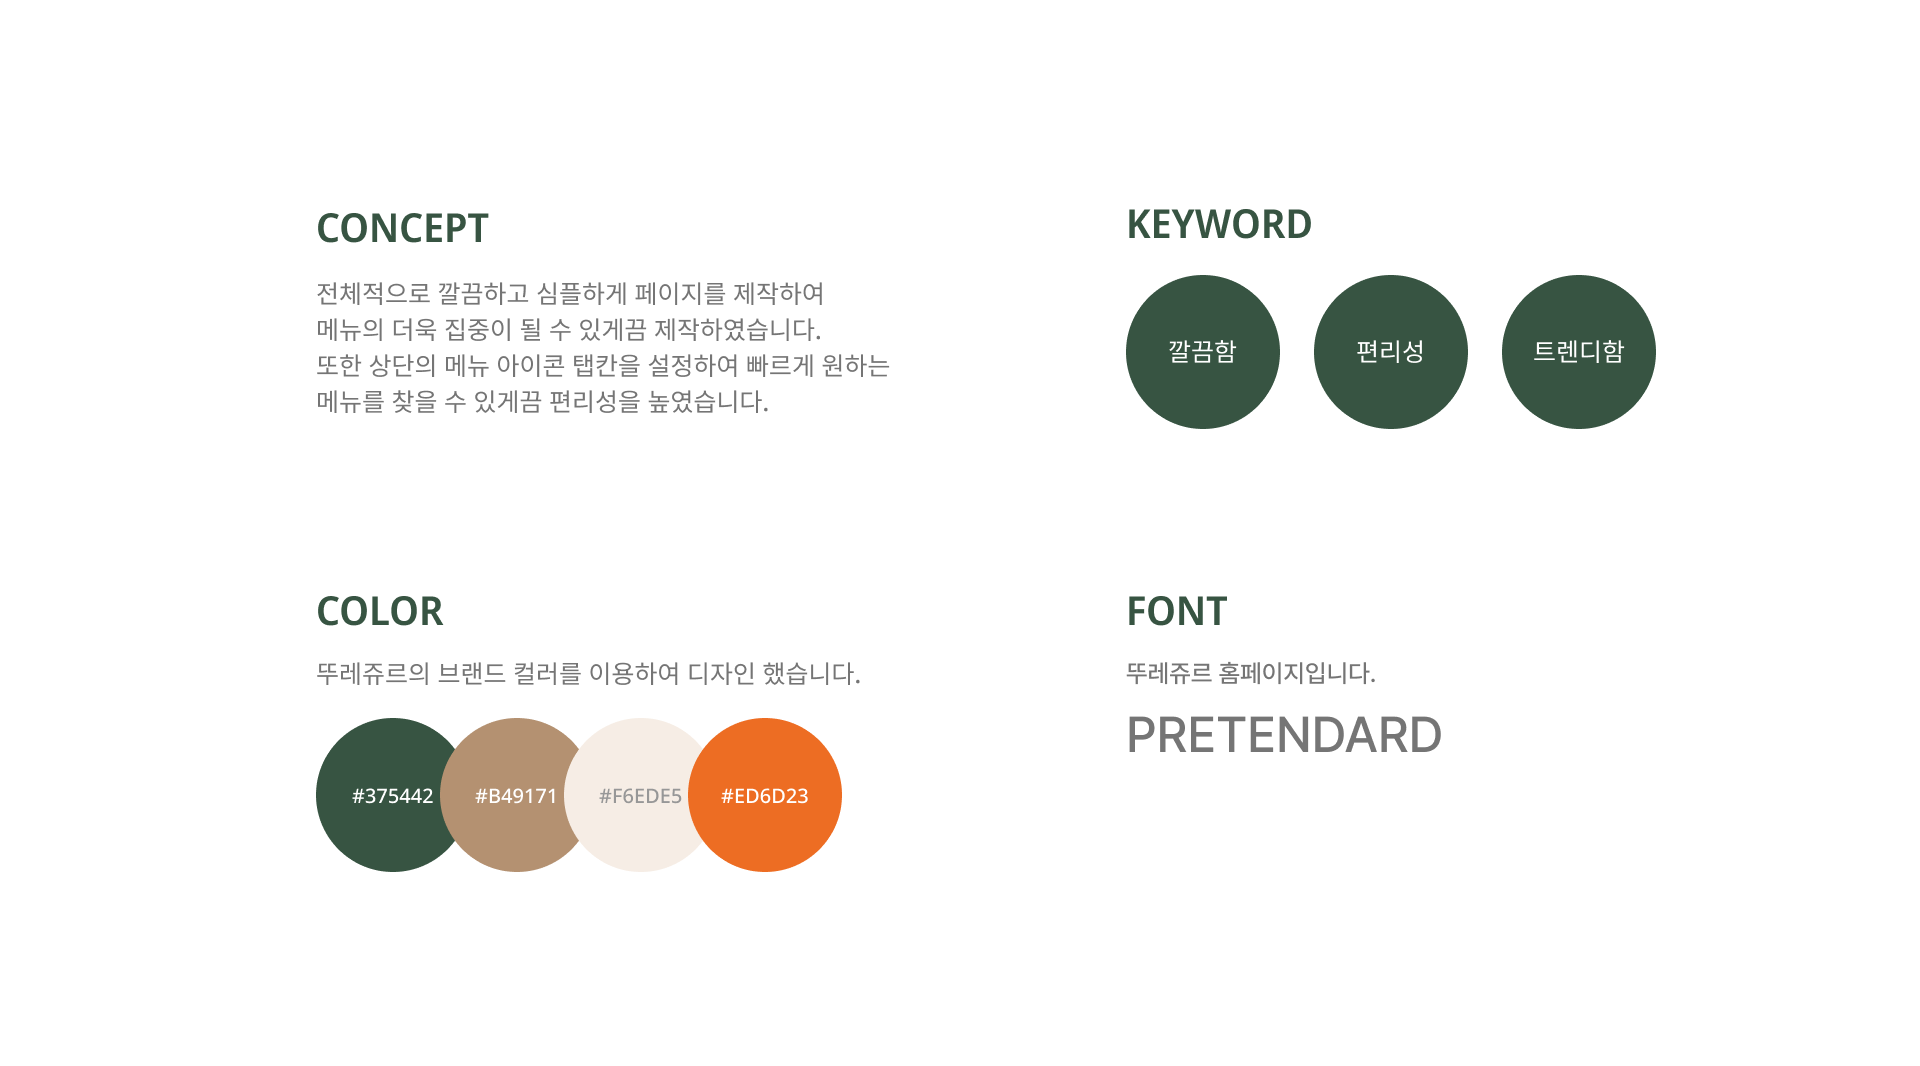 CONCEPT
전체적으로 깔끔하고 심플하게 페이지를 제작하여
메뉴의 더욱 집중이 될 수 있게끔 제작하였습니다.
또한 상단의 메뉴 아이콘 탭칸을 설정하여 빠르게 원하는
메뉴를 찾을 수 있게끔 편리성을 높였습니다.
KEYWORD
깔끔함
편리성
트렌디함
COLOR
뚜레쥬르의 브랜드 컬러를 이용하여 디자인 했습니다.
#375442
#B49171
#F6EDE5
#ED6D23
FONT
뚜레쥬르 홈페이지입니다.
PRETENDARD